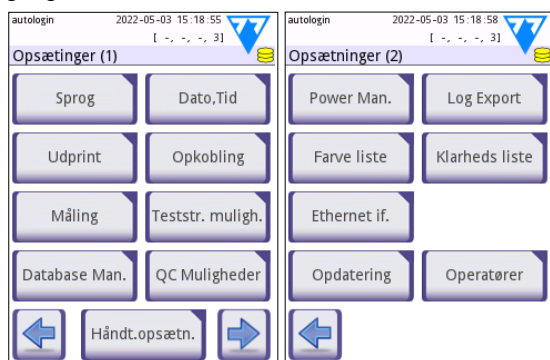 autologin 2022-05-03 15:18:55
[ -, -, -, 3]
Opsætinger (1)
Sprog Dato,Tid
Udprint Opkobling
Måling Teststr. muligh.
Database Man. QC Muligheder
Håndt.opsætn.
autologin 2022-05-03 15:18:58
[ -, -, -, 3]
Opsætninger (2)
Power Man. Log Export
Farve liste Klarheds liste
Ethernet if.
Opdatering Operatører